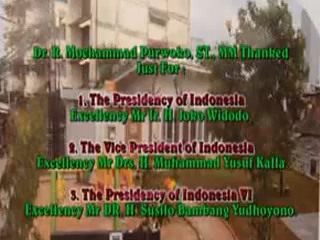 Dr. R. Mochammad Purwoko, ST., MM Thanked
Just For :
1. The Presidency of Indonesia
Excellency Mr Ir. H. Joko Widodo
2. The Vice President of Indonesia
Excellency Mr Drs. H. Muhammad Yusuf Kalla
3. The Presidency of Indonesia VI
Excellency Mr DR. H. Susilo Bambang Yudhoyono